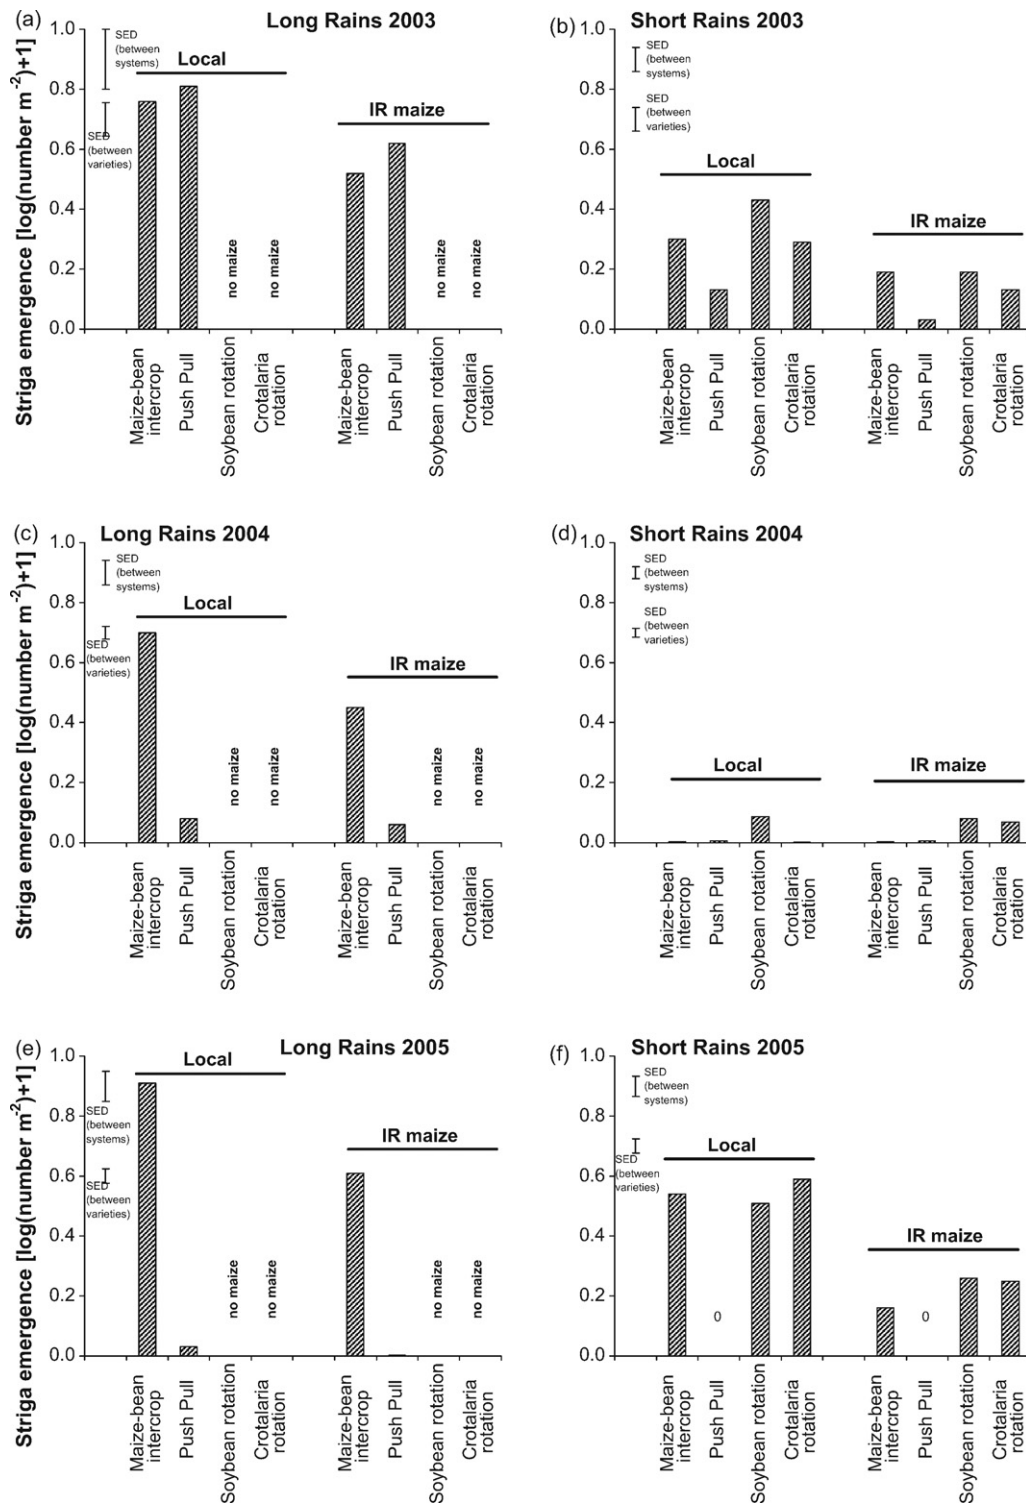 (a)
Long Rains 2003
Striga emergence [log(number m⁻²)+1]
1.0
0.8
0.6
0.4
0.2
0.0
SED
(between
systems)
SED
(between
varieties)
Local
IR maize
no maize
no maize
no maize
no maize
Maize-bean
intercrop
Push Pull
Soybean rotation
Crotalaria
rotation
Maize-bean
intercrop
Push Pull
Soybean rotation
Crotalaria
rotation
(b)
Short Rains 2003
1.0
0.8
0.6
0.4
0.2
0.0
SED
(between
systems)
SED
(between
varieties)
Local
IR maize
Maize-bean
intercrop
Push Pull
Soybean rotation
Crotalaria
rotation
Maize-bean
intercrop
Push Pull
Soybean rotation
Crotalaria
rotation
(c)
Long Rains 2004
Striga emergence [log(number m⁻²)+1]
1.0
0.8
0.6
0.4
0.2
0.0
SED
(between
systems)
SED
(between
varieties)
Local
IR maize
no maize
no maize
no maize
no maize
Maize-bean
intercrop
Push Pull
Soybean rotation
Crotalaria
rotation
Maize-bean
intercrop
Push Pull
Soybean rotation
Crotalaria
rotation
(d)
Short Rains 2004
1.0
0.8
0.6
0.4
0.2
0.0
SED
(between
systems)
SED
(between
varieties)
Local
IR maize
Maize-bean
intercrop
Push Pull
Soybean rotation
Crotalaria
rotation
Maize-bean
intercrop
Push Pull
Soybean rotation
Crotalaria
rotation
(e)
Long Rains 2005
Striga emergence [log(number m⁻²)+1]
1.0
0.8
0.6
0.4
0.2
0.0
SED
(between
systems)
SED
(between
varieties)
Local
IR maize
no maize
no maize
no maize
no maize
Maize-bean
intercrop
Push Pull
Soybean rotation
Crotalaria
rotation
Maize-bean
intercrop
Push Pull
Soybean rotation
Crotalaria
rotation
(f)
Short Rains 2005
1.0
0.8
0.6
0.4
0.2
0.0
SED
(between
systems)
SED
(between
varieties)
Local
IR maize
0
0
Maize-bean
intercrop
Push Pull
Soybean rotation
Crotalaria
rotation
Maize-bean
intercrop
Push Pull
Soybean rotation
Crotalaria
rotation